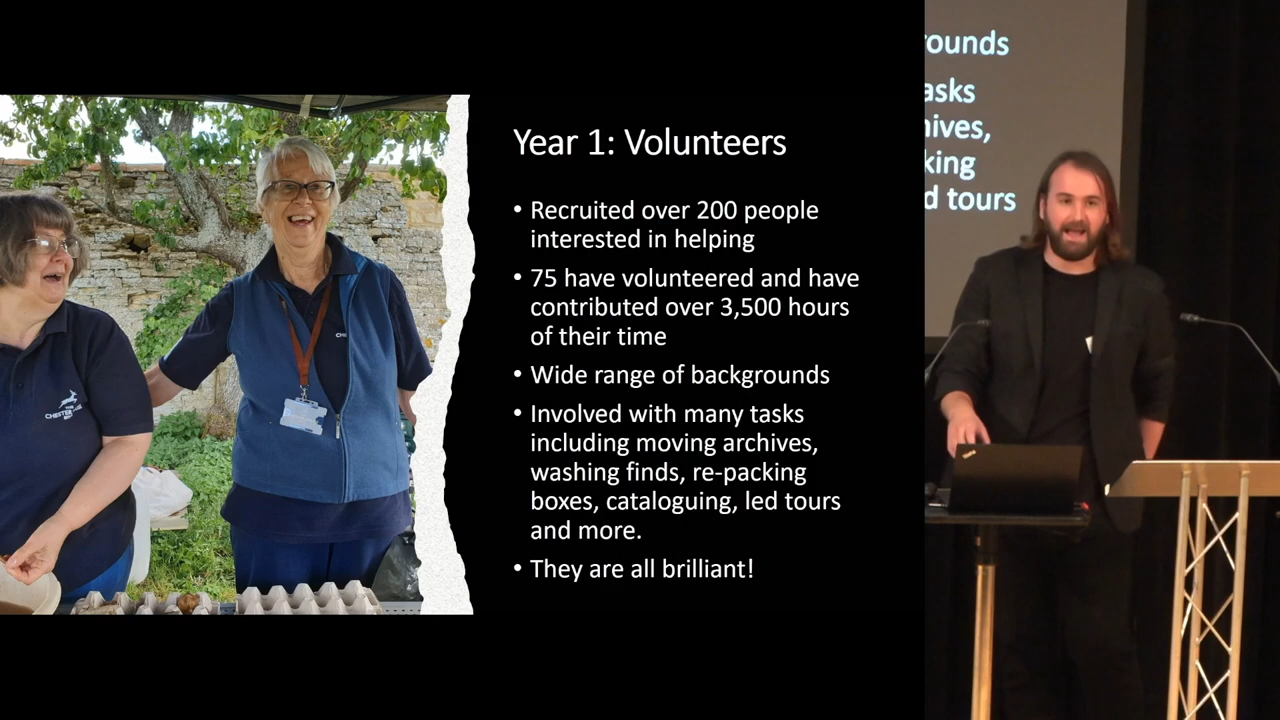 Year 1: Volunteers
• Recruited over 200 people
interested in helping
• 75 have volunteered and have
contributed over 3,500 hours
of their time
• Wide range of backgrounds
• Involved with many tasks
including moving archives,
washing finds, re-packing
boxes, cataloguing, led tours
and more.
• They are all brilliant!
rounds
asks
hives,
king
d tours